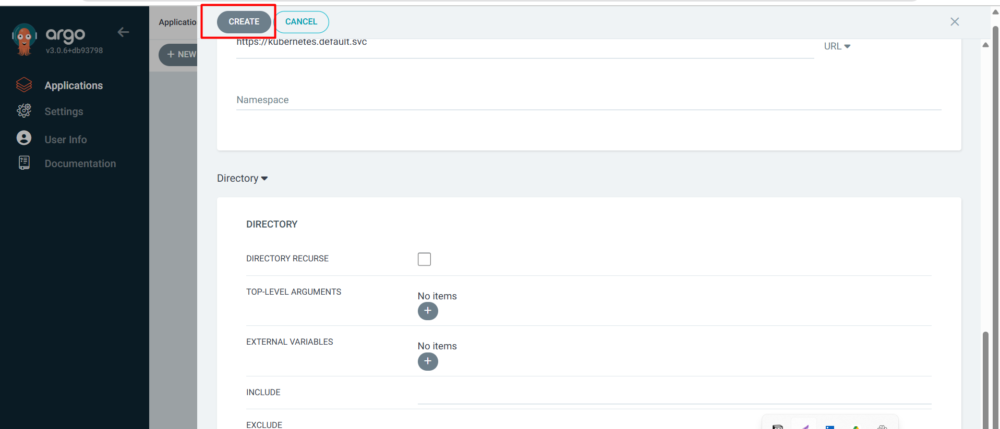 argo
v3.0.6+db93798
Applications
Settings
User Info
Documentation
Applicatio
+ NEW
CREATE
CANCEL
https://kubernetes.default.svc
URL
Namespace
Directory
DIRECTORY
DIRECTORY RECURSE
TOP-LEVEL ARGUMENTS
No items
+
EXTERNAL VARIABLES
No items
+
INCLUDE
EXCLUDE